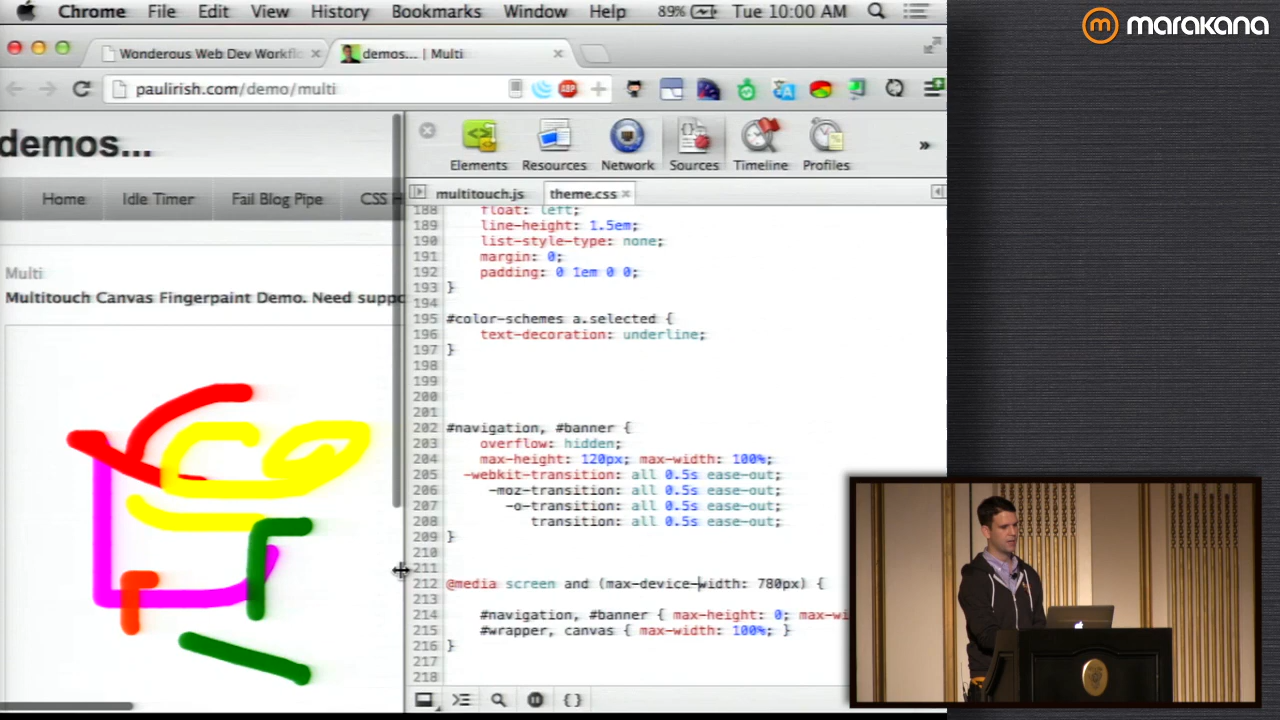 Chrome File Edit View History Bookmarks Window Help 89% Tue 10:00 AM
marakana
Wonderous Web Dev Workfl
demos... | Multi
paulirish.com/demo/multi
ABP
demos...
Elements Resources Network Sources Timeline Profiles »
Home Idle Timer Fail Blog Pipe CSS H
multitouch.js theme.css
188 float: left;
189 line-height: 1.5em;
190 list-style-type: none;
191 margin: 0;
192 padding: 0 1em 0 0;
193 }
194
195 #color-schemes a.selected {
196 text-decoration: underline;
197 }
198
199
200
201
202 #navigation, #banner {
203 overflow: hidden;
204 max-height: 120px; max-width: 100%;
205 -webkit-transition: all 0.5s ease-out;
206 -moz-transition: all 0.5s ease-out;
207 -o-transition: all 0.5s ease-out;
208 transition: all 0.5s ease-out;
209 }
210
211
212 @media screen and (max-device-width: 780px) {
213
214 #navigation, #banner { max-height: 0; max-wi
215 #wrapper, canvas { max-width: 100%; }
216 }
217
218
Multi
Multitouch Canvas Fingerpaint Demo. Need suppo
{ }